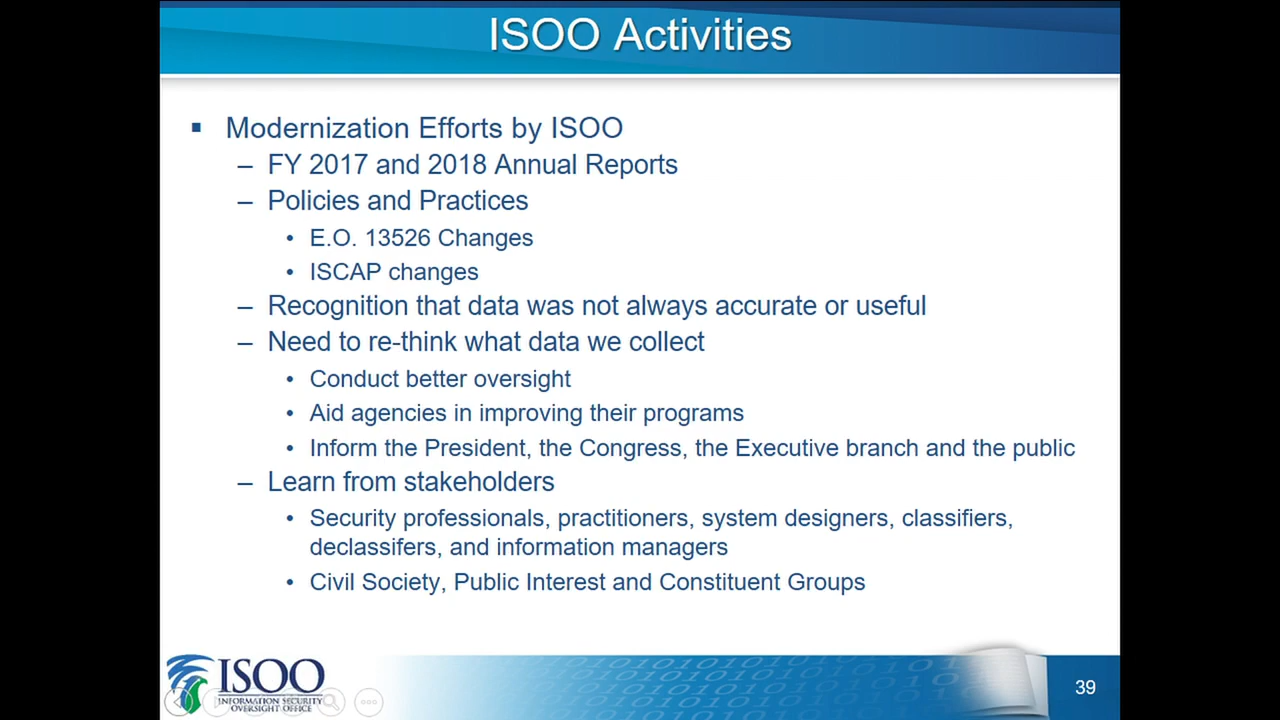 ISOO Activities
▪ Modernization Efforts by ISOO
– FY 2017 and 2018 Annual Reports
– Policies and Practices
• E.O. 13526 Changes
• ISCAP changes
– Recognition that data was not always accurate or useful
– Need to re-think what data we collect
• Conduct better oversight
• Aid agencies in improving their programs
• Inform the President, the Congress, the Executive branch and the public
– Learn from stakeholders
• Security professionals, practitioners, system designers, classifiers,
declassifers, and information managers
• Civil Society, Public Interest and Constituent Groups
ISOO
INFORMATION SECURITY
OVERSIGHT OFFICE
39